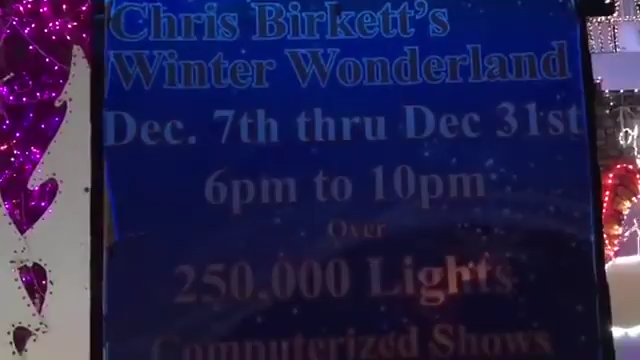 Chris Birkett's
Winter Wonderland
Dec. 7th thru Dec 31st
6pm to 10pm
Over
250,000 Lights
Computerized Shows